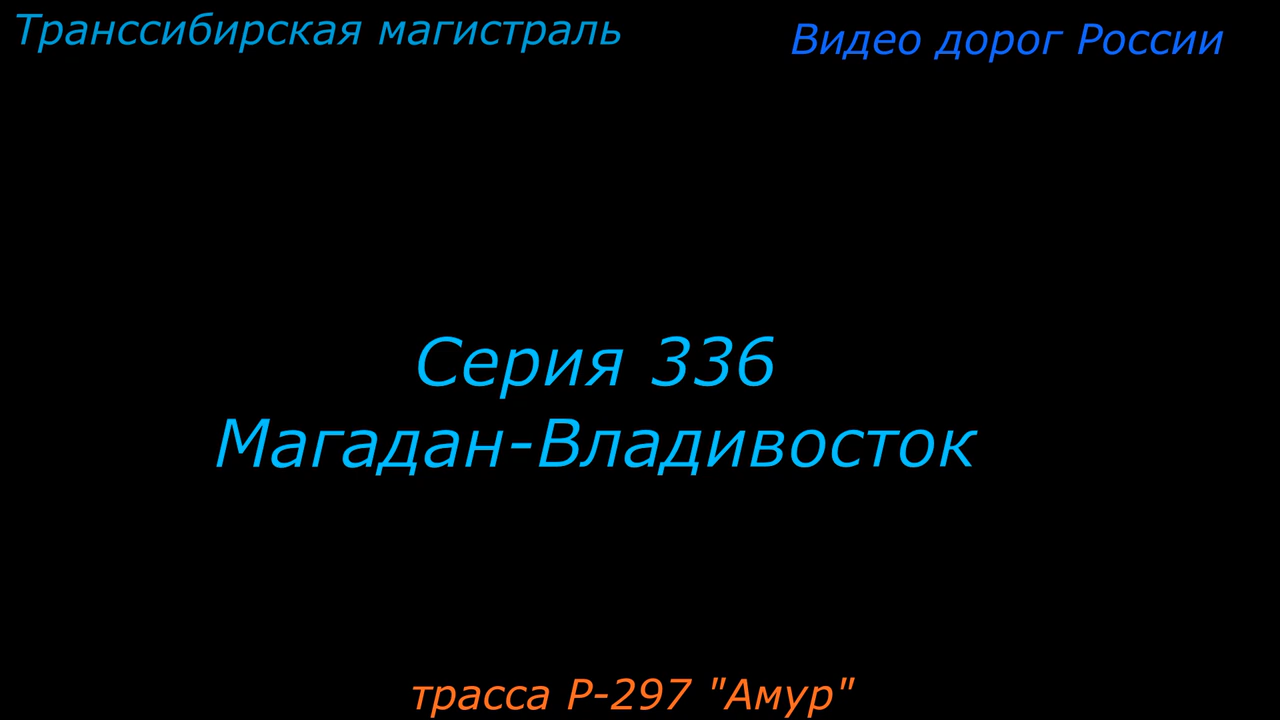 Транссибирская магистраль
Видео дорог России
Серия 336
Магадан-Владивосток
трасса Р-297 "Амур"